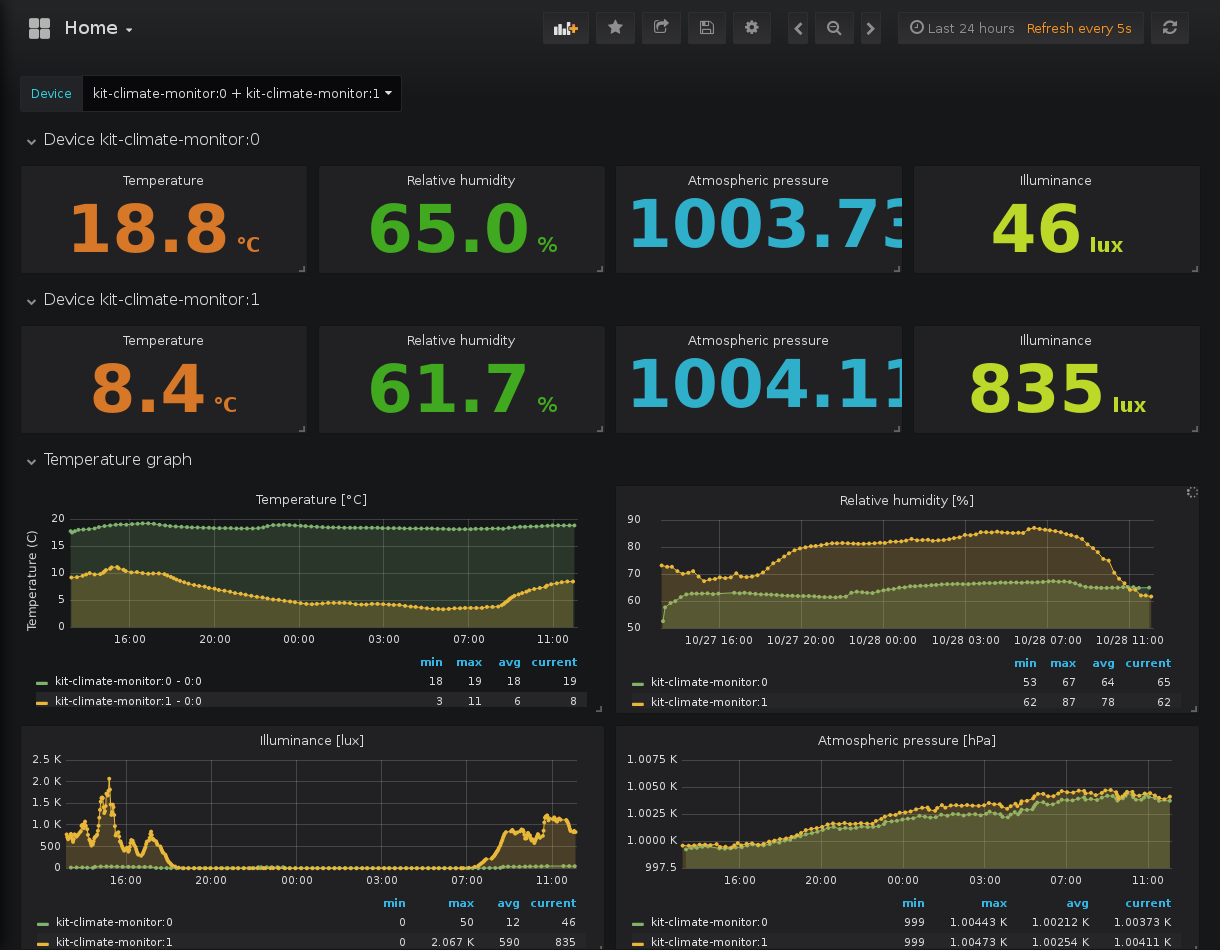 Home
Last 24 hours Refresh every 5s
Device kit-climate-monitor:0 + kit-climate-monitor:1
Device kit-climate-monitor:0
Temperature Relative humidity Atmospheric pressure Illuminance
18.8 °C 65.0 % 1003.73 46 lux
Device kit-climate-monitor:1
Temperature Relative humidity Atmospheric pressure Illuminance
8.4 °C 61.7 % 1004.11 835 lux
Temperature graph
Temperature [°C]
Temperature (C)
20
15
10
5
0
16:00 20:00 00:00 03:00 07:00 11:00
min max avg current
kit-climate-monitor:0 - 0:0 18 19 18 19
kit-climate-monitor:1 - 0:0 3 11 6 8
Relative humidity [%]
90
80
70
60
50
10/27 16:00 10/27 20:00 10/28 00:00 10/28 03:00 10/28 07:00 10/28 11:00
min max avg current
kit-climate-monitor:0 53 67 64 65
kit-climate-monitor:1 62 87 78 62
Illuminance [lux]
2.5 K
2.0 K
1.5 K
1.0 K
500
0
16:00 20:00 00:00 03:00 07:00 11:00
min max avg current
kit-climate-monitor:0 0 50 12 46
kit-climate-monitor:1 0 2.067 K 590 835
Atmospheric pressure [hPa]
1.0075 K
1.0050 K
1.0025 K
1.0000 K
997.5
16:00 20:00 00:00 03:00 07:00 11:00
min max avg current
kit-climate-monitor:0 999 1.00443 K 1.00212 K 1.00373 K
kit-climate-monitor:1 999 1.00473 K 1.00254 K 1.00411 K